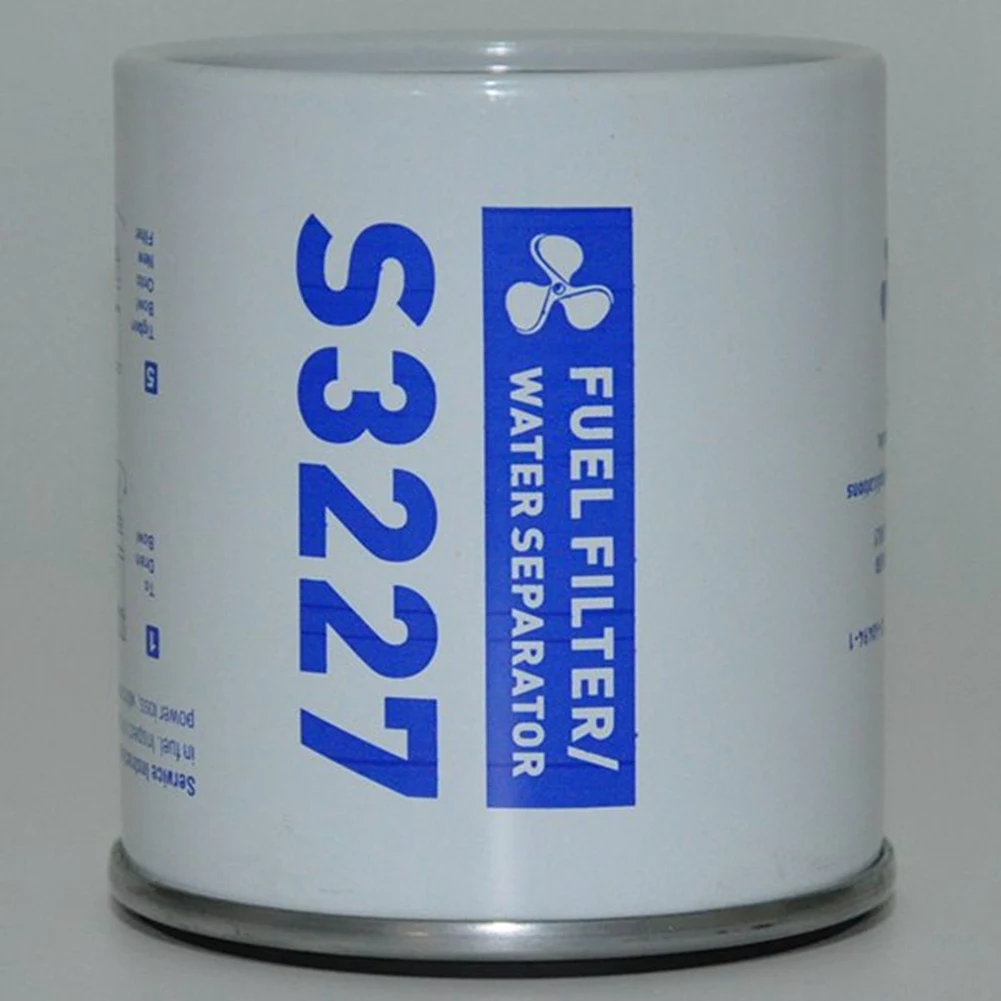 FUEL FILTER/
WATER SEPARATOR
S3227
5
Tighten
Bowl
Onto
New
Filter
1
To
Drain
Bowl
Service
in fuel.
power loss,